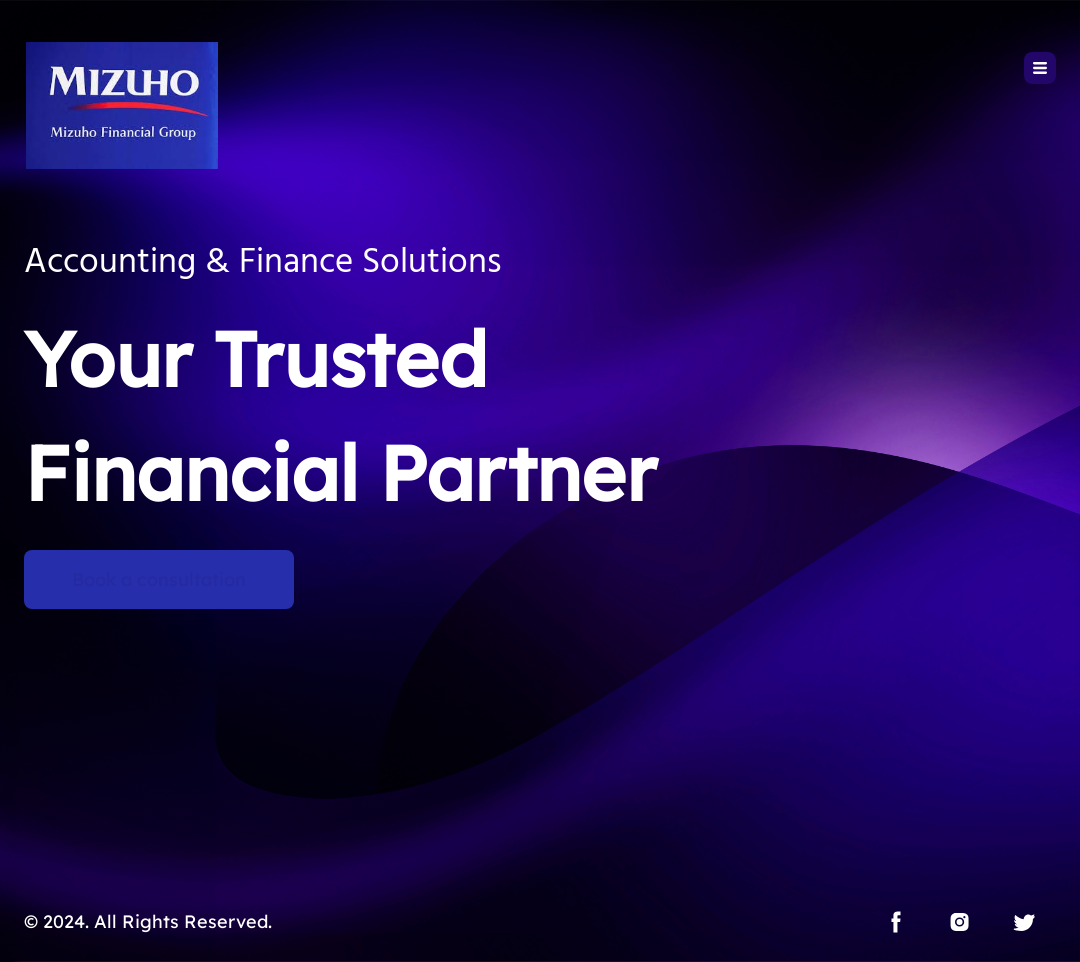 MIZUHO
Mizuho Financial Group
Accounting & Finance Solutions
Your Trusted
Financial Partner
Book a consultation
© 2024. All Rights Reserved.